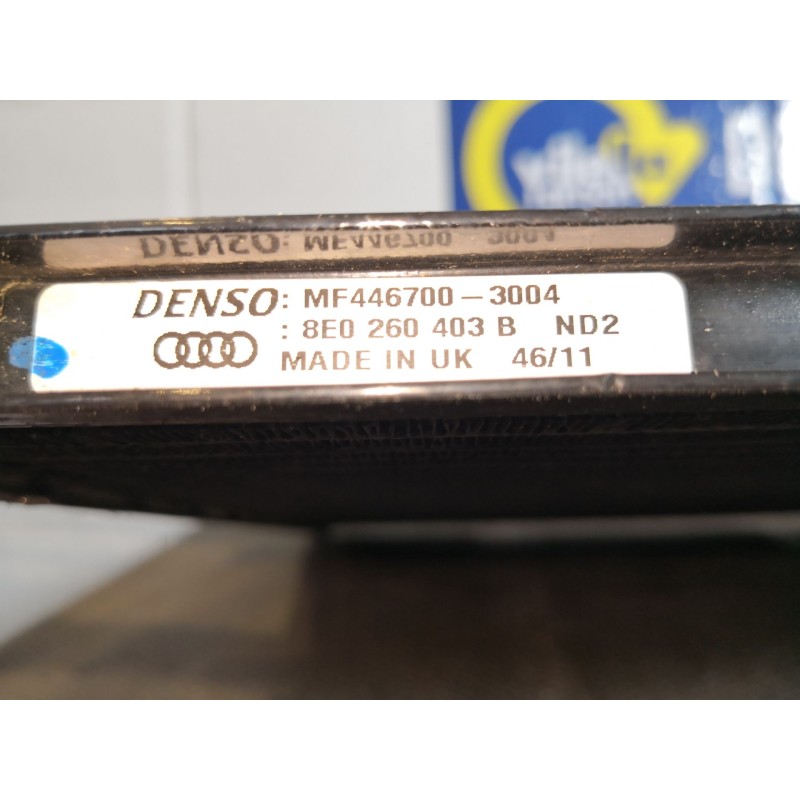 DENSO: MF446700-3004
: 8E0 260 403 B ND2
MADE IN UK 46/11